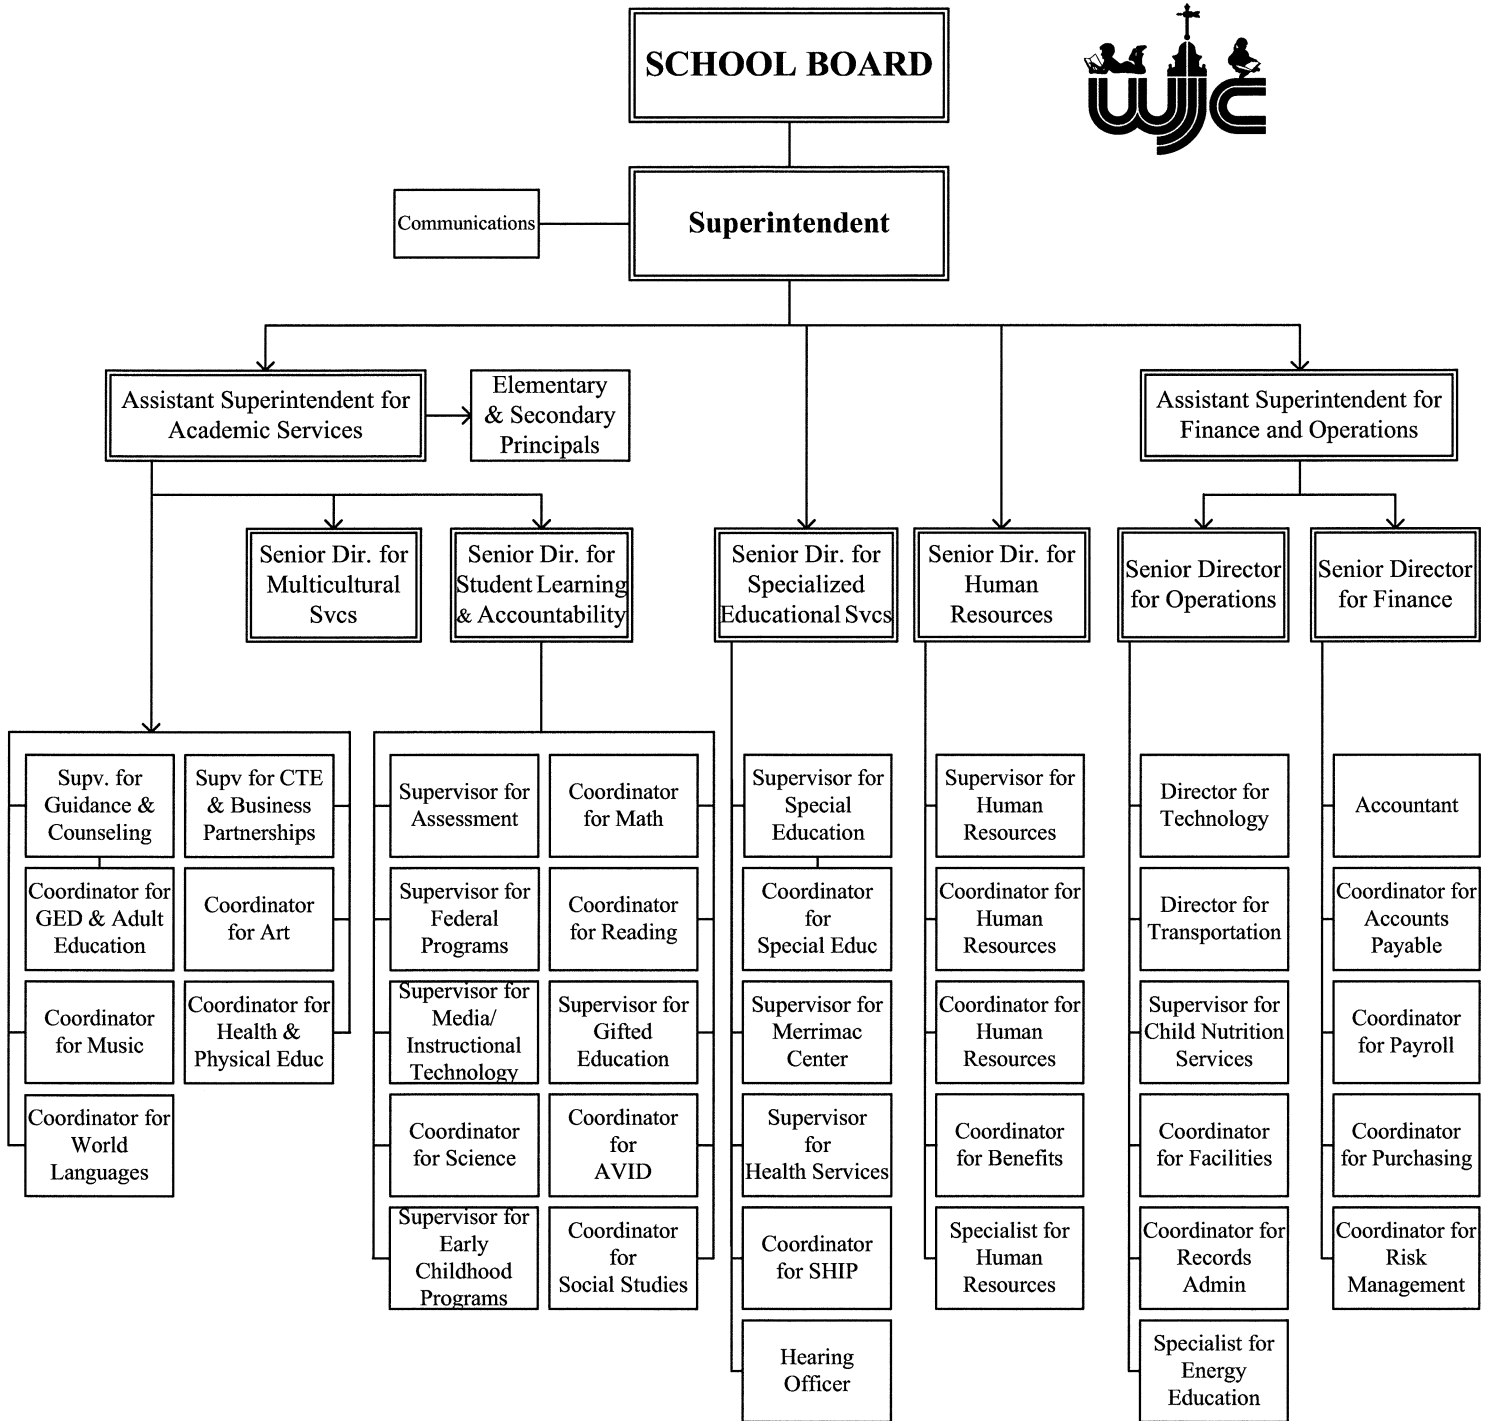 SCHOOL BOARD
WJC
Communications
Superintendent
Assistant Superintendent for
Academic Services
Elementary
& Secondary
Principals
Assistant Superintendent for
Finance and Operations
Senior Dir. for
Multicultural
Svcs
Senior Dir. for
Student Learning
& Accountability
Senior Dir. for
Specialized
Educational Svcs
Senior Dir. for
Human
Resources
Senior Director
for Operations
Senior Director
for Finance
Supv. for
Guidance &
Counseling
Coordinator for
GED & Adult
Education
Coordinator
for Music
Coordinator for
World
Languages
Supv for CTE
& Business
Partnerships
Coordinator
for Art
Coordinator for
Health &
Physical Educ
Supervisor for
Assessment
Supervisor for
Federal
Programs
Supervisor for
Media/
Instructional
Technology
Coordinator
for Science
Supervisor for
Early
Childhood
Programs
Coordinator
for Math
Coordinator
for Reading
Supervisor for
Gifted
Education
Coordinator
for
AVID
Coordinator
for
Social Studies
Supervisor for
Special
Education
Coordinator
for
Special Educ
Supervisor for
Merrimac
Center
Supervisor
for
Health Services
Coordinator
for SHIP
Hearing
Officer
Supervisor for
Human
Resources
Coordinator for
Human
Resources
Coordinator for
Human
Resources
Coordinator
for Benefits
Specialist for
Human
Resources
Director for
Technology
Director for
Transportation
Supervisor for
Child Nutrition
Services
Coordinator
for Facilities
Coordinator for
Records
Admin
Specialist for
Energy
Education
Accountant
Coordinator for
Accounts
Payable
Coordinator
for Payroll
Coordinator
for Purchasing
Coordinator for
Risk
Management